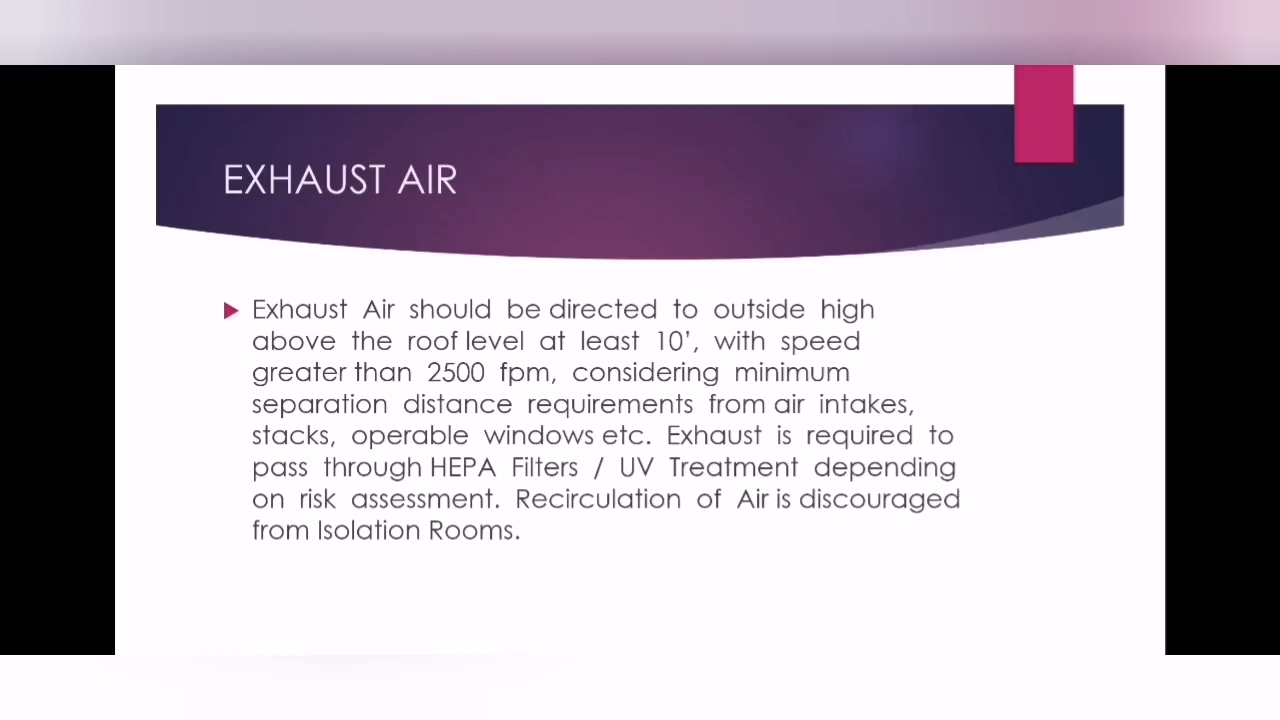 EXHAUST AIR
Exhaust Air should be directed to outside high
above the roof level at least 10’, with speed
greater than 2500 fpm, considering minimum
separation distance requirements from air intakes,
stacks, operable windows etc. Exhaust is required to
pass through HEPA Filters / UV Treatment depending
on risk assessment. Recirculation of Air is discouraged
from Isolation Rooms.